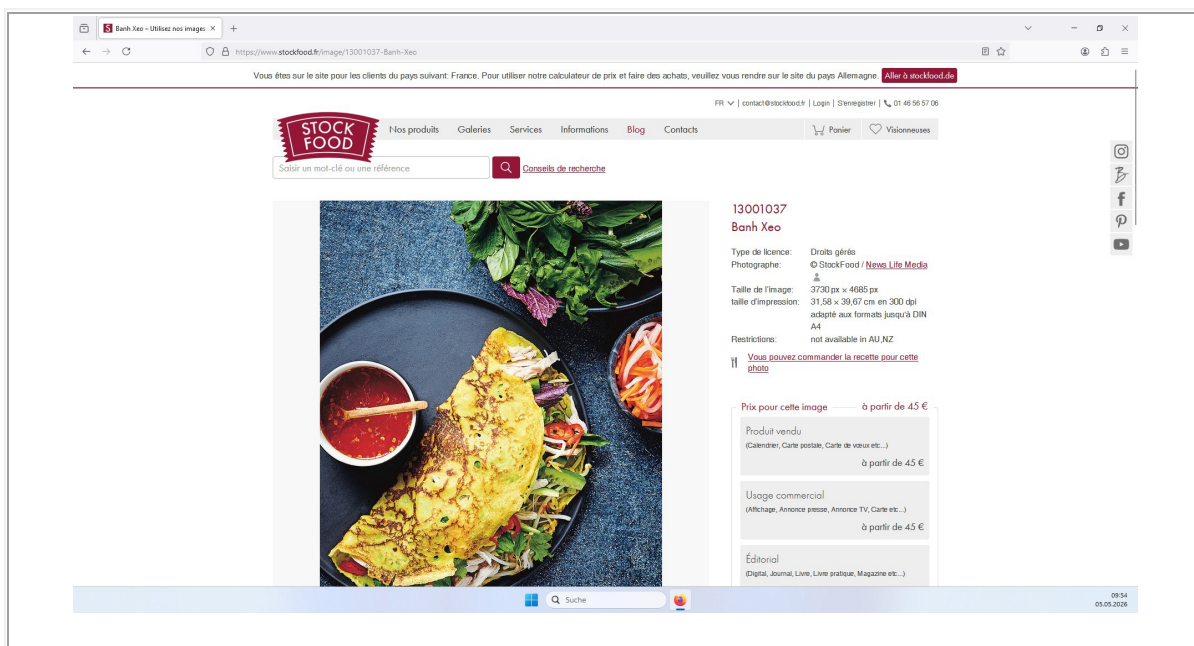 Banh Xeo – Utilisez nos images
https://www.stockfood.fr/image/13001037-Banh-Xeo
Vous êtes sur le site pour les clients du pays suivant: France. Pour utiliser notre calculateur de prix et faire des achats, veuillez vous rendre sur le site du pays Allemagne. Aller à stockfood.de
FR | contact@stockfood.fr | Login | S'enregistrer | 01 46 56 57 06
STOCK
FOOD
Nos produits Galeries Services Informations Blog Contacts Panier Visionneuses
Saisir un mot-clé ou une référence Conseils de recherche
13001037
Banh Xeo
Type de licence: Droits gérés
Photographe: © StockFood / News Life Media
Taille de l'image: 3730 px × 4685 px
taille d'impression: 31,58 × 39,67 cm en 300 dpi
adapté aux formats jusqu'à DIN
A4
Restrictions: not available in AU,NZ
Vous pouvez commander la recette pour cette
photo
Prix pour cette image à partir de 45 €
Produit vendu
(Calendrier, Carte postale, Carte de vœux etc...)
à partir de 45 €
Usage commercial
(Affichage, Annonce presse, Annonce TV, Carte etc...)
à partir de 45 €
Éditorial
(Digital, Journal, Livre, Livre pratique, Magazine etc...)
Suche
09:54
05.05.2026